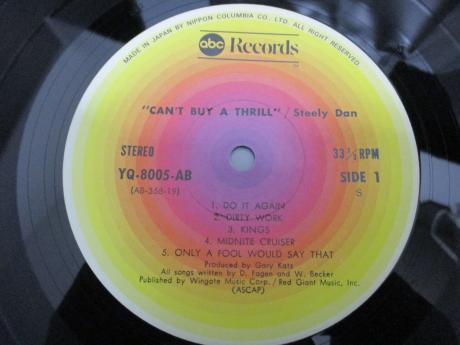 MADE IN JAPAN BY NIPPON COLUMBIA CO., LTD. ALL RIGHT RESERVED
abc Records
"CAN'T BUY A THRILL" / Steely Dan
STEREO 33 1/3 RPM
YQ-8005-AB SIDE 1
(AB-358-19) S
1. DO IT AGAIN
2. DIRTY WORK
3. KINGS
4. MIDNITE CRUISER
5. ONLY A FOOL WOULD SAY THAT
Produced by Gary Kats
All songs written by D. Fagen and W. Becker
Published by Wingate Music Corp./Red Giant Music, Inc.
(ASCAP)